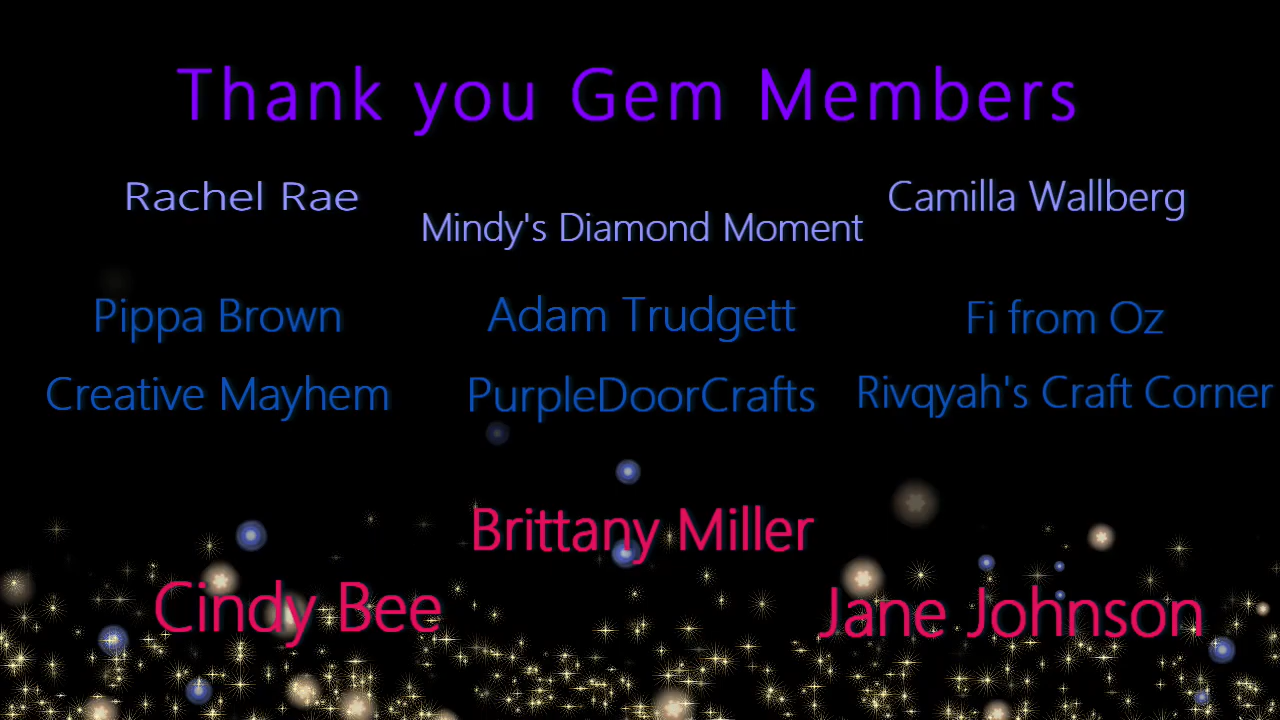 Thank you Gem Members
Rachel Rae
Mindy's Diamond Moment
Camilla Wallberg
Pippa Brown
Adam Trudgett
Fi from Oz
Creative Mayhem
PurpleDoorCrafts
Rivqyah's Craft Corner
Brittany Miller
Cindy Bee
Jane Johnson